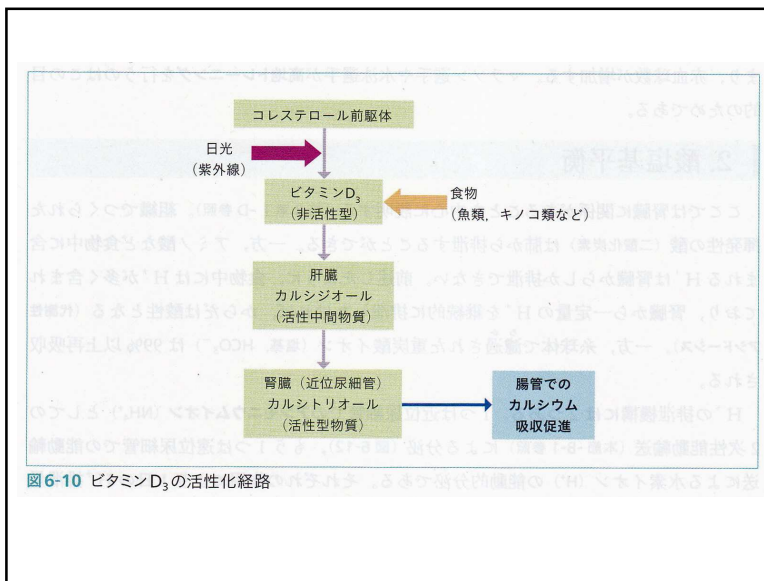 コレステロール前駆体
日光
(紫外線)
ビタミンD₃
(非活性型)
食物
(魚類,キノコ類など)
肝臓
カルシジオール
(活性中間物質)
腎臓(近位尿細管)
カルシトリオール
(活性型物質)
腸管での
カルシウム
吸収促進
図6-10 ビタミンD₃の活性化経路